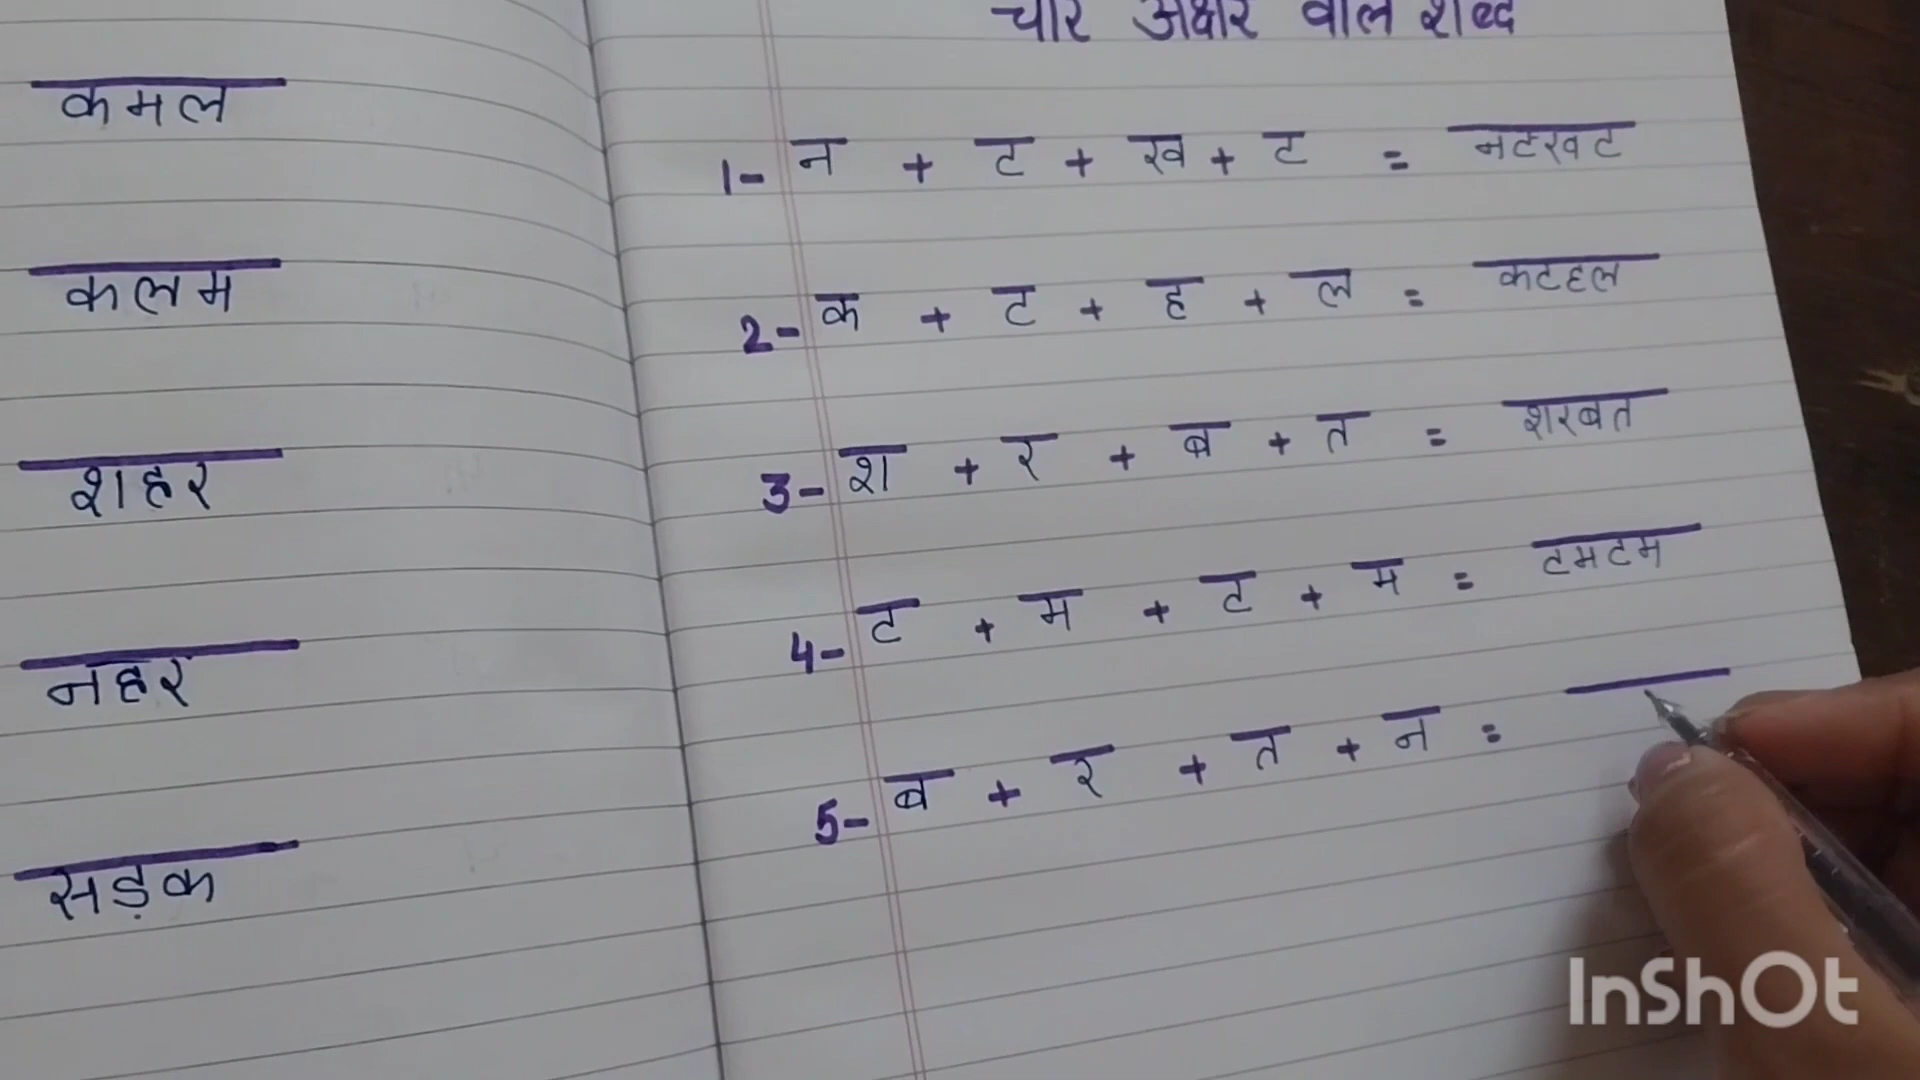 कमल
कलम
शहर
नहर
सड़क
चार अक्षर वाले शब्द
1- न + ट + ख + ट = नटखट
2- क + ट + ह + ल = कटहल
3- श + र + ब + त = शरबत
4- ट + म + ट + म = टमटम
5- ब + र + त + न =
InShOt